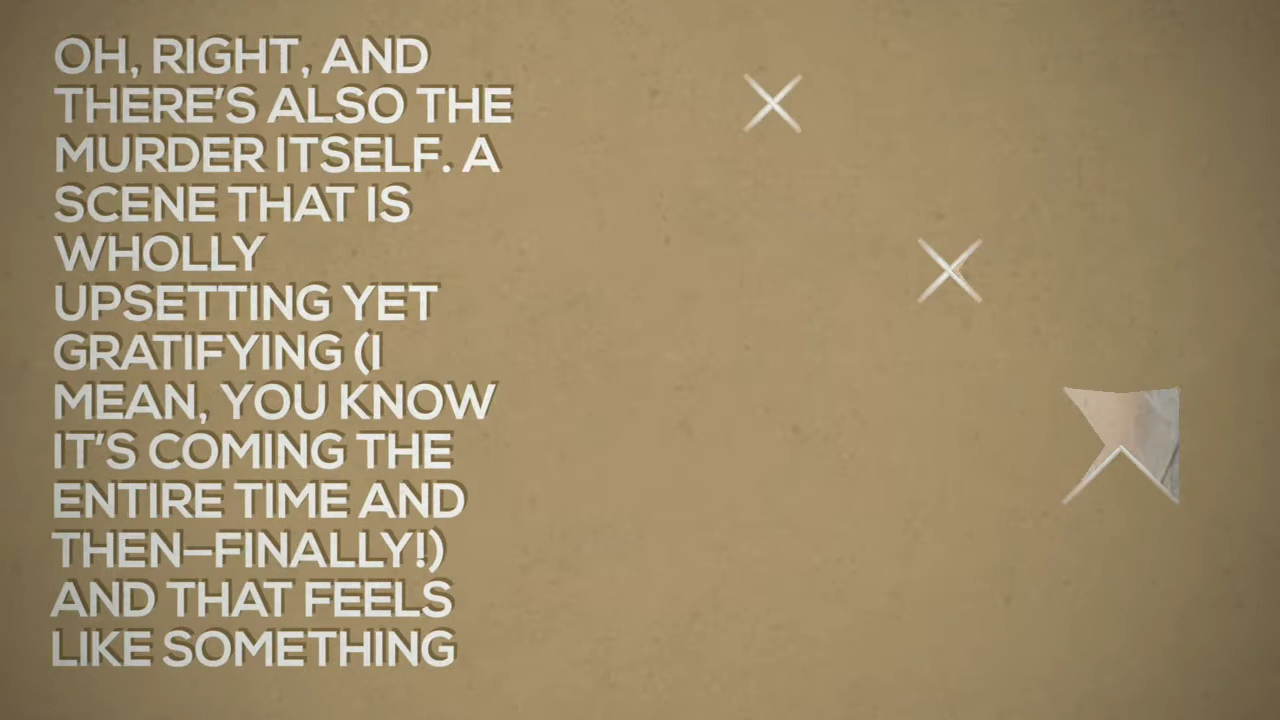 OH, RIGHT, AND
THERE'S ALSO THE
MURDER ITSELF. A
SCENE THAT IS
WHOLLY
UPSETTING YET
GRATIFYING (I
MEAN, YOU KNOW
IT'S COMING THE
ENTIRE TIME AND
THEN—FINALLY!)
AND THAT FEELS
LIKE SOMETHING